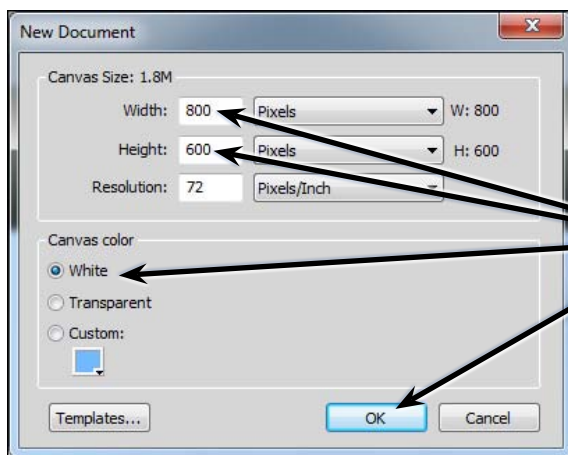 New Document
Canvas Size: 1.8M
Width: 800 Pixels W: 800
Height: 600 Pixels H: 600
Resolution: 72 Pixels/Inch
Canvas color
White
Transparent
Custom:
Templates... OK Cancel